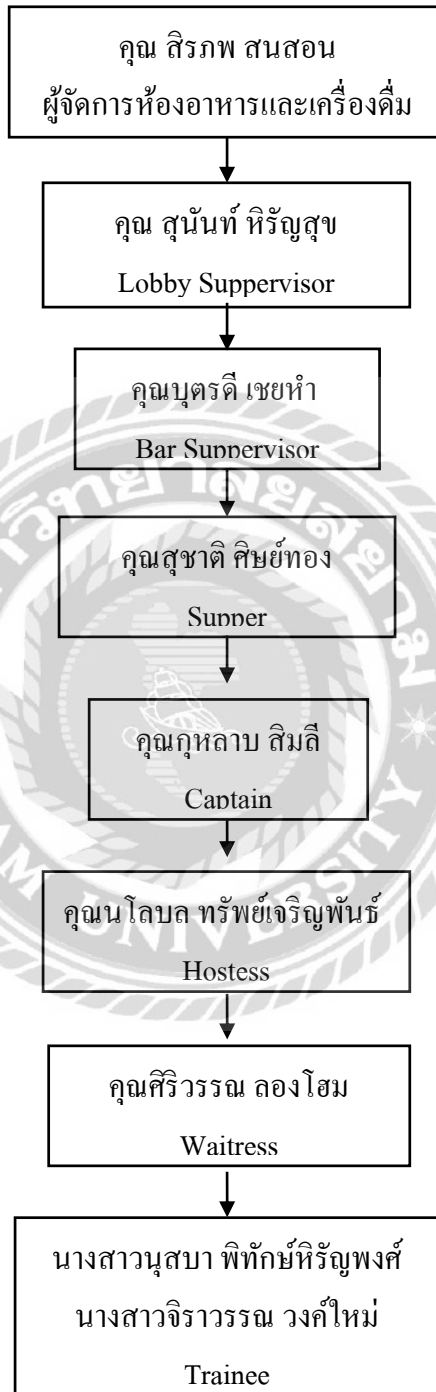 คุณ สิรภพ สนสอน
ผู้จัดการห้องอาหารและเครื่องดื่ม
คุณ สุนันท์ หิรัญสุข
Lobby Suppervisor
คุณบุตรดี เชยหำ
Bar Suppervisor
คุณสุชาติ ศิษย์ทอง
Supper
คุณกุหลาบ สิมลี
Captain
คุณนโลบล ทรัพย์เจริญพันธ์
Hostess
คุณศิริวรรณ ลองโฮม
Waitress
นางสาวนุสบา พิทักษ์หิรัญพงศ์
นางสาวจิราวรรณ วงค์ใหม่
Trainee